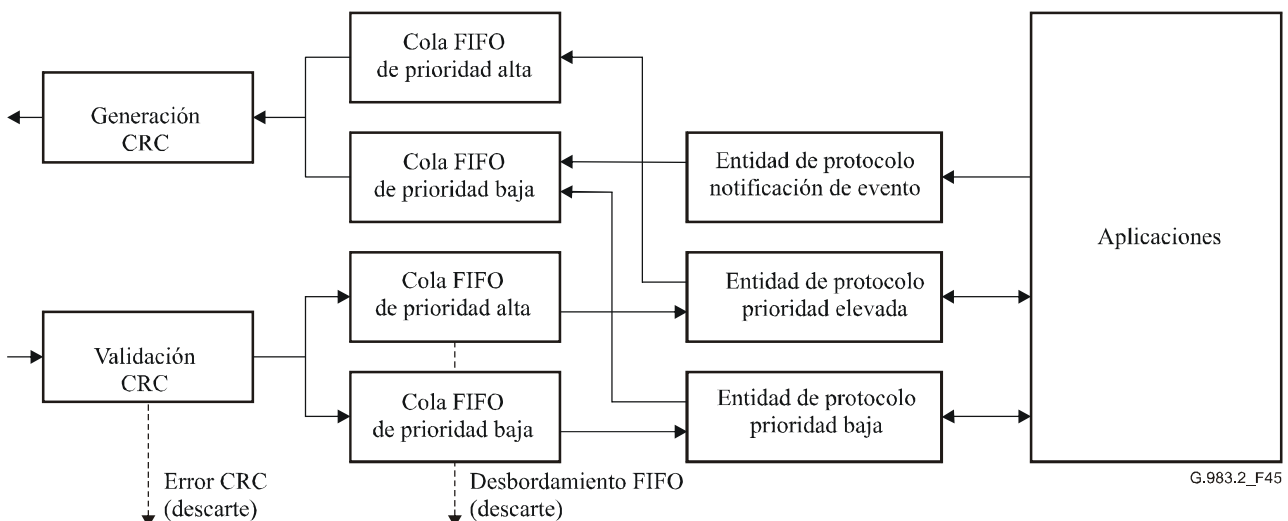 Cola FIFO
de prioridad alta
Generación
CRC
Cola FIFO
de prioridad baja
Entidad de protocolo
notificación de evento
Aplicaciones
Cola FIFO
de prioridad alta
Entidad de protocolo
prioridad elevada
Validación
CRC
Cola FIFO
de prioridad baja
Entidad de protocolo
prioridad baja
Error CRC
(descarte)
Desbordamiento FIFO
(descarte)
G.983.2_F45